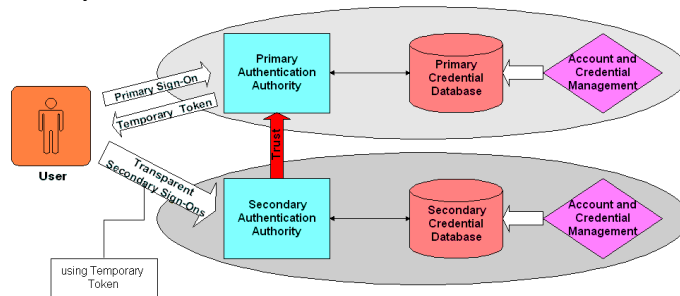 Primary
Authentication
Authority
Primary
Credential
Database
Account and
Credential
Management
Primary Sign-On
Temporary Token
User
Trust
Transparent
Secondary Sign-Ons
Secondary
Authentication
Authority
Secondary
Credential
Database
Account and
Credential
Management
using Temporary
Token